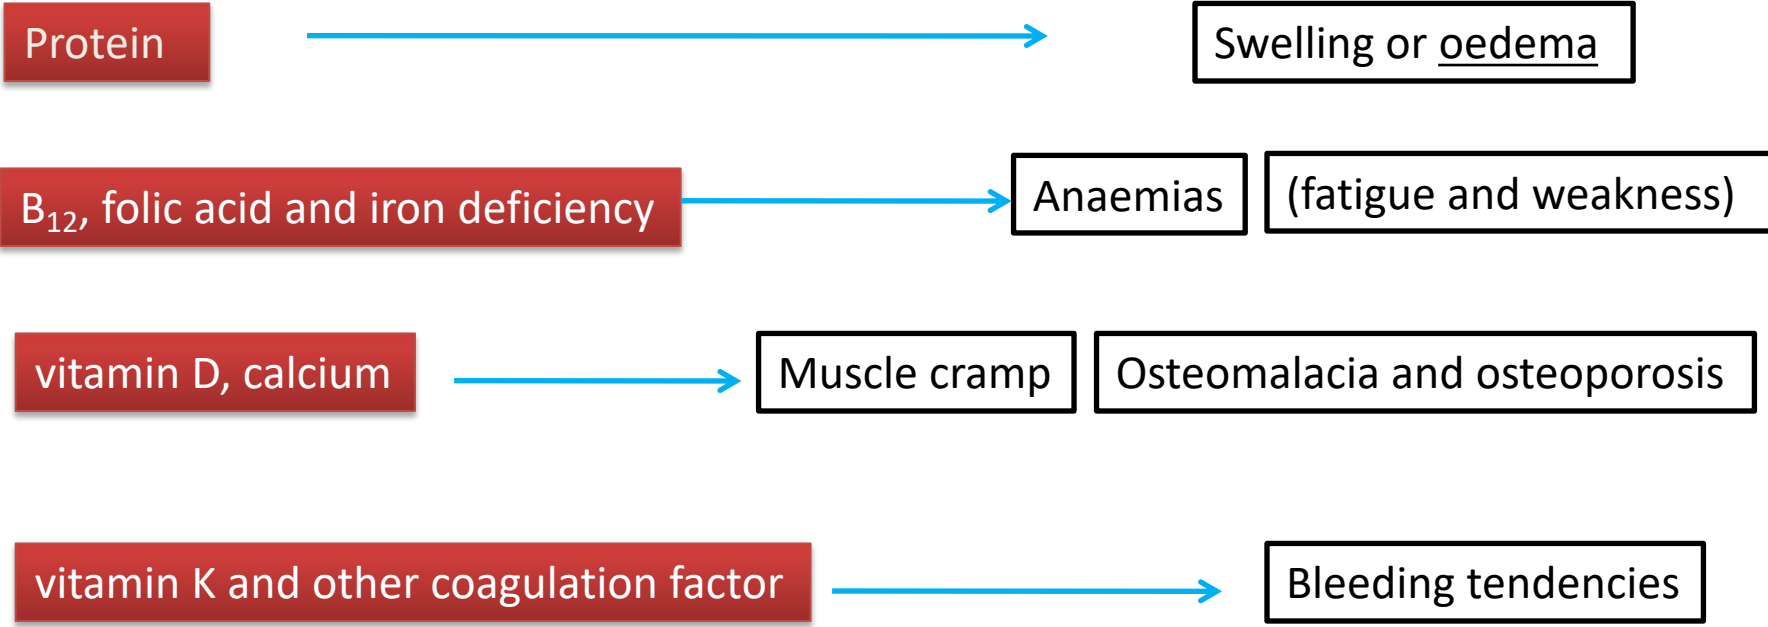 Protein Swelling or oedema
B₁₂, folic acid and iron deficiency Anaemias (fatigue and weakness)
vitamin D, calcium Muscle cramp Osteomalacia and osteoporosis
vitamin K and other coagulation factor Bleeding tendencies